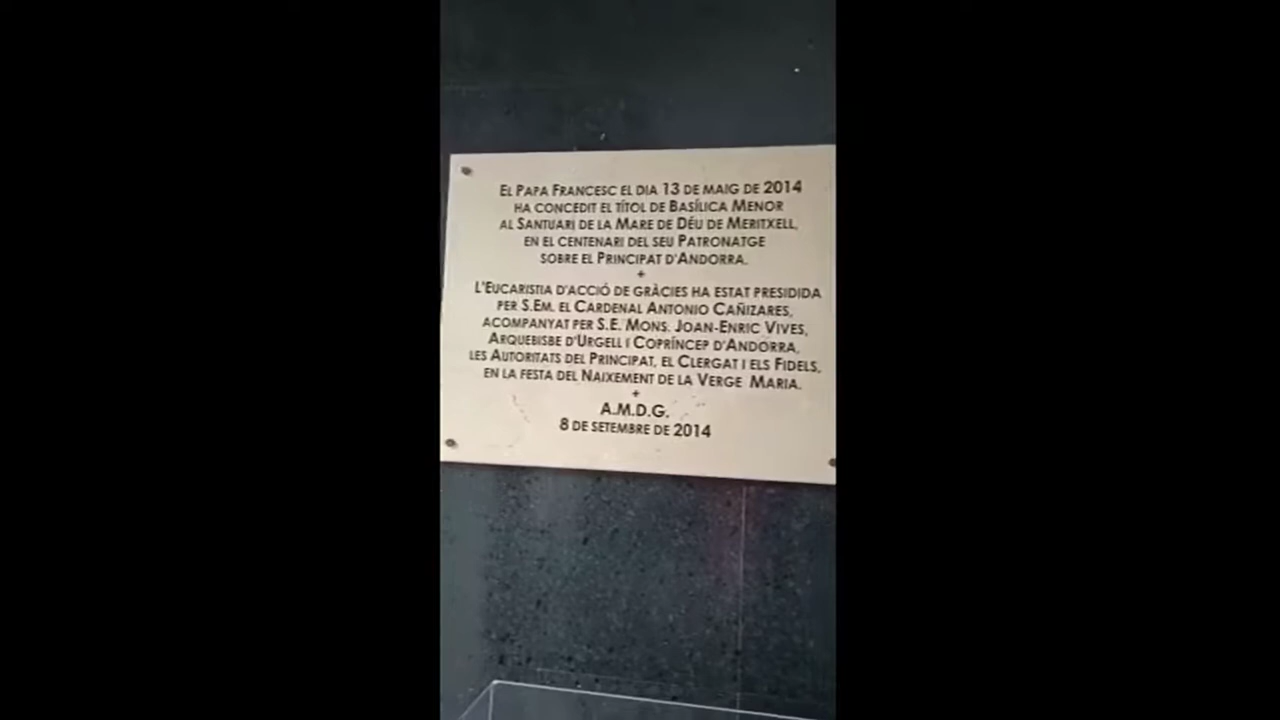 El Papa Francesc el dia 13 de maig de 2014
ha concedit el títol de Basílica Menor
al Santuari de la Mare de Déu de Meritxell,
en el centenari del seu Patronatge
sobre el Principat d'Andorra.
+
L'Eucaristia d'acció de gràcies ha estat presidida
per S.Em. el Cardenal Antonio Cañizares,
acompanyat per S.E. Mons. Joan-Enric Vives,
Arquebisbe d'Urgell i Copríncep d'Andorra,
les Autoritats del Principat, el Clergat i els Fidels,
en la festa del Naixement de la Verge Maria.
+
A.M.D.G.
8 de setembre de 2014